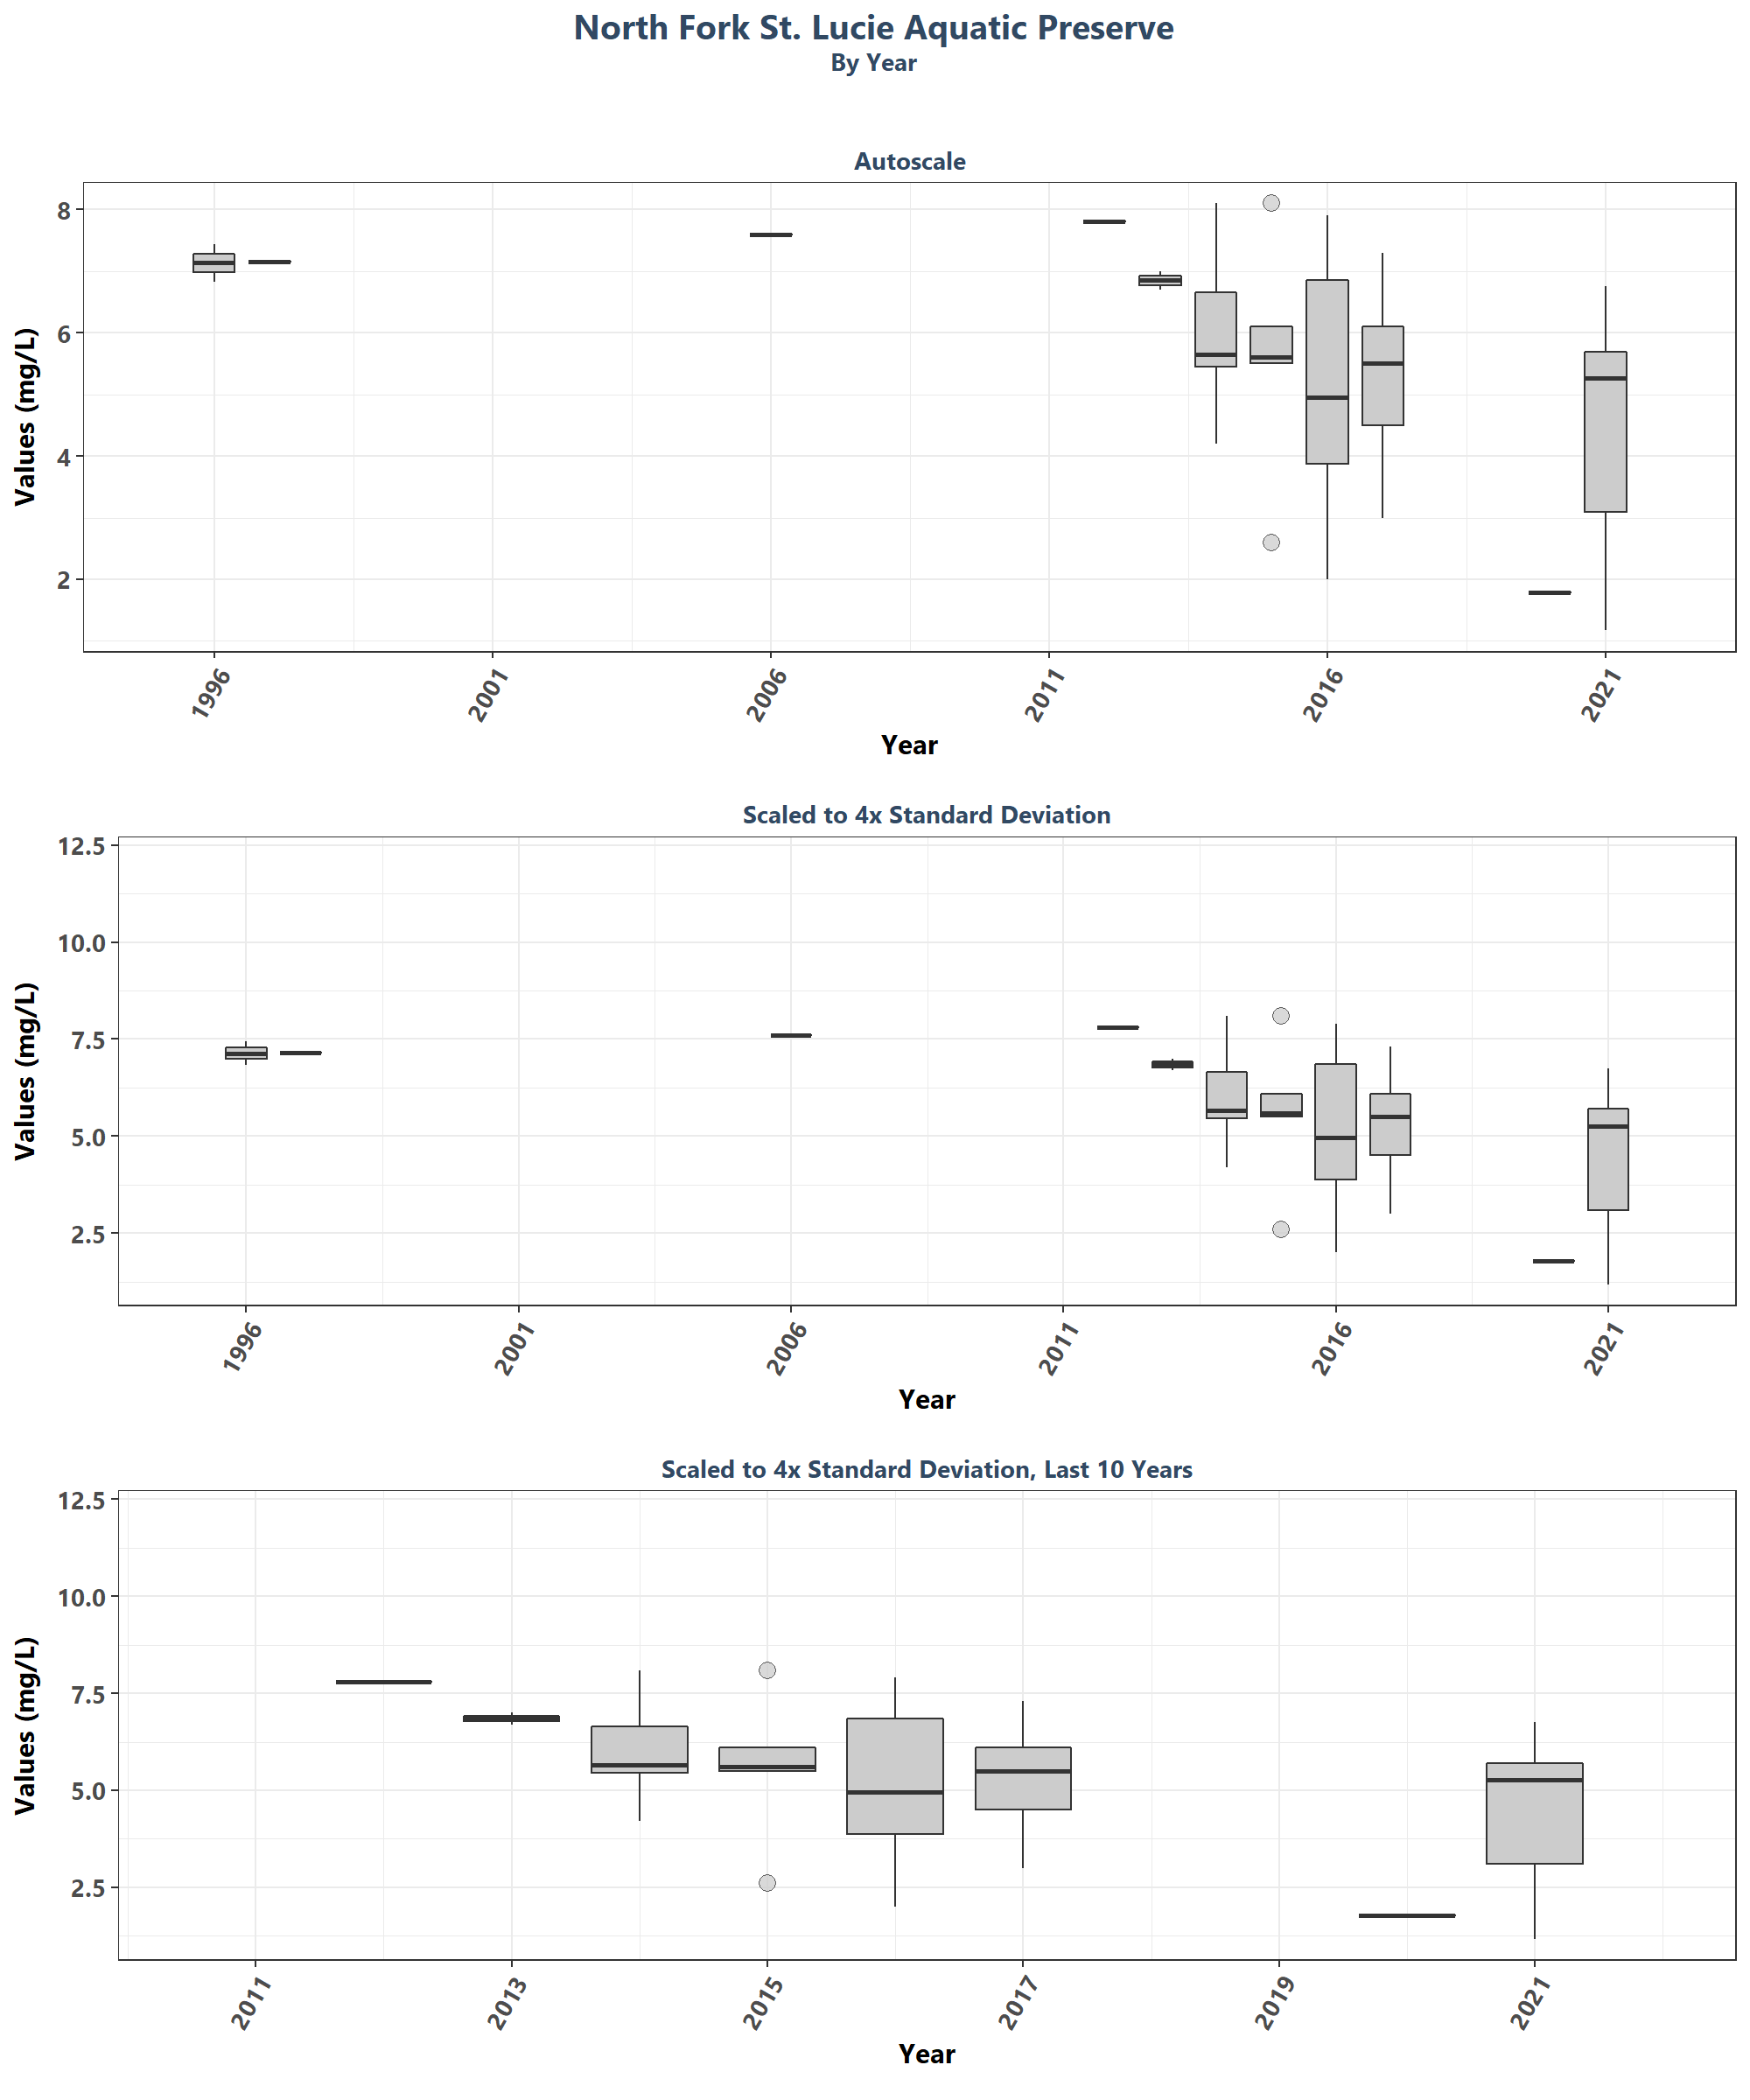 North Fork St. Lucie Aquatic Preserve
By Year
Autoscale
8
6
4
2
Values (mg/L)
1996 2001 2006 2011 2016 2021
Year
Scaled to 4x Standard Deviation
12.5
10.0
7.5
5.0
2.5
Values (mg/L)
1996 2001 2006 2011 2016 2021
Year
Scaled to 4x Standard Deviation, Last 10 Years
12.5
10.0
7.5
5.0
2.5
Values (mg/L)
2011 2013 2015 2017 2019 2021
Year